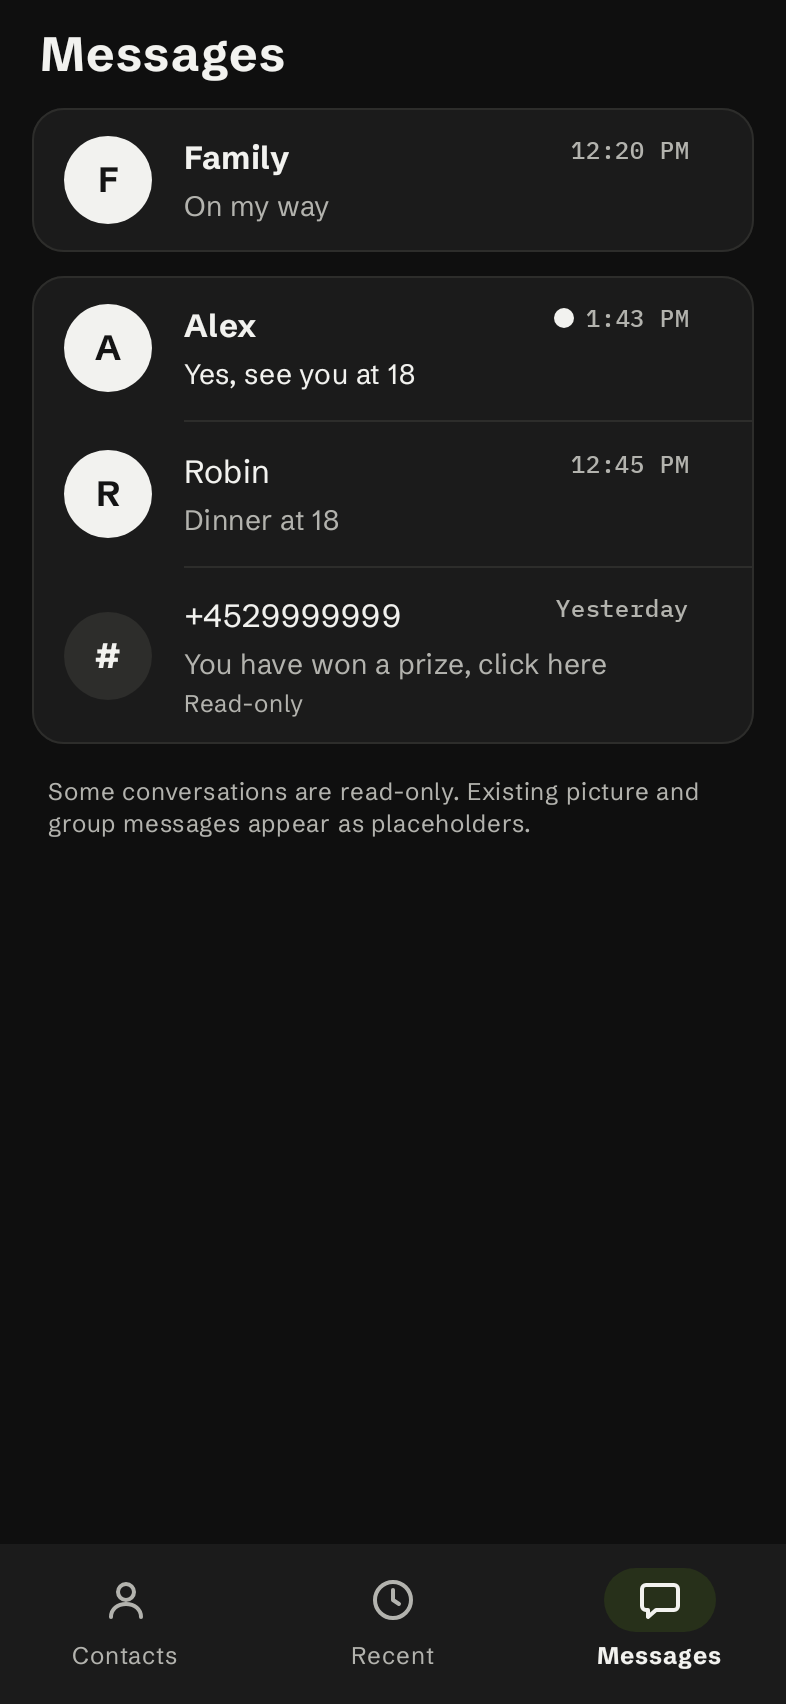 Messages
F
Family
12:20 PM
On my way
A
Alex
1:43 PM
Yes, see you at 18
R
Robin
12:45 PM
Dinner at 18
#
+4529999999
Yesterday
You have won a prize, click here
Read-only
Some conversations are read-only. Existing picture and
group messages appear as placeholders.
Contacts
Recent
Messages